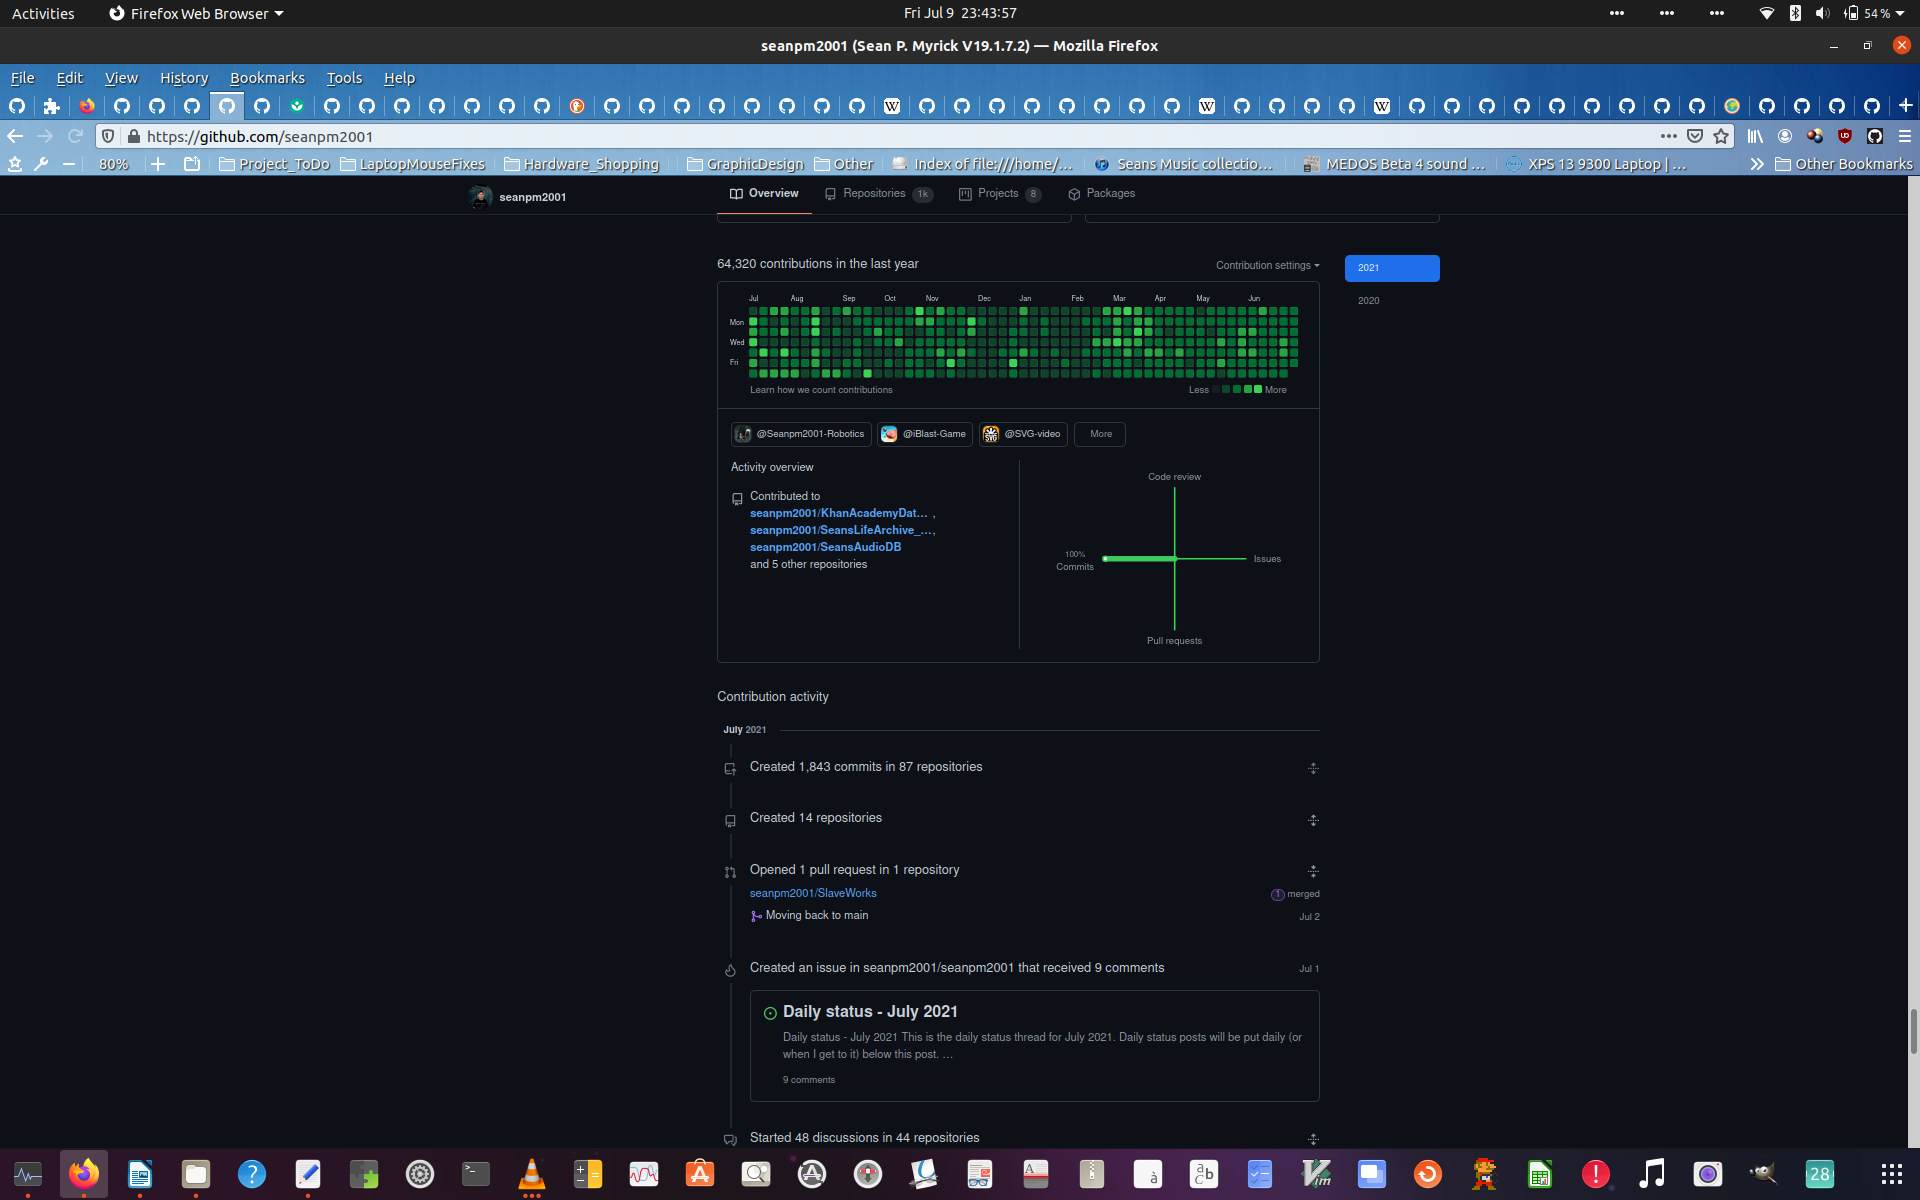 Activities
Firefox Web Browser
Fri Jul 9 23:43:57
54 %
seanpm2001 (Sean P. Myrick V19.1.7.2) — Mozilla Firefox
File Edit View History Bookmarks Tools Help
https://github.com/seanpm2001
80%
Project_ToDo
LaptopMouseFixes
Hardware_Shopping
GraphicDesign
Other
Index of file:///home/...
Seans Music collectio...
MEDOS Beta 4 sound ...
XPS 13 9300 Laptop | ...
Other Bookmarks
seanpm2001
Overview
Repositories 1k
Projects 8
Packages
64,320 contributions in the last year
Contribution settings
2021
2020
Jul Aug Sep Oct Nov Dec Jan Feb Mar Apr May Jun
Mon
Wed
Fri
Learn how we count contributions
Less More
@Seanpm2001-Robotics
@iBlast-Game
@SVG-video
More
Activity overview
Contributed to
seanpm2001/KhanAcademyDat... ,
seanpm2001/SeansLifeArchive_... ,
seanpm2001/SeansAudioDB
and 5 other repositories
Code review
100%
Commits
Issues
Pull requests
Contribution activity
July 2021
Created 1,843 commits in 87 repositories
Created 14 repositories
Opened 1 pull request in 1 repository
seanpm2001/SlaveWorks
1 merged
Moving back to main
Jul 2
Created an issue in seanpm2001/seanpm2001 that received 9 comments
Jul 1
Daily status - July 2021
Daily status - July 2021 This is the daily status thread for July 2021. Daily status posts will be put daily (or
when I get to it) below this post. …
9 comments
Started 48 discussions in 44 repositories
28